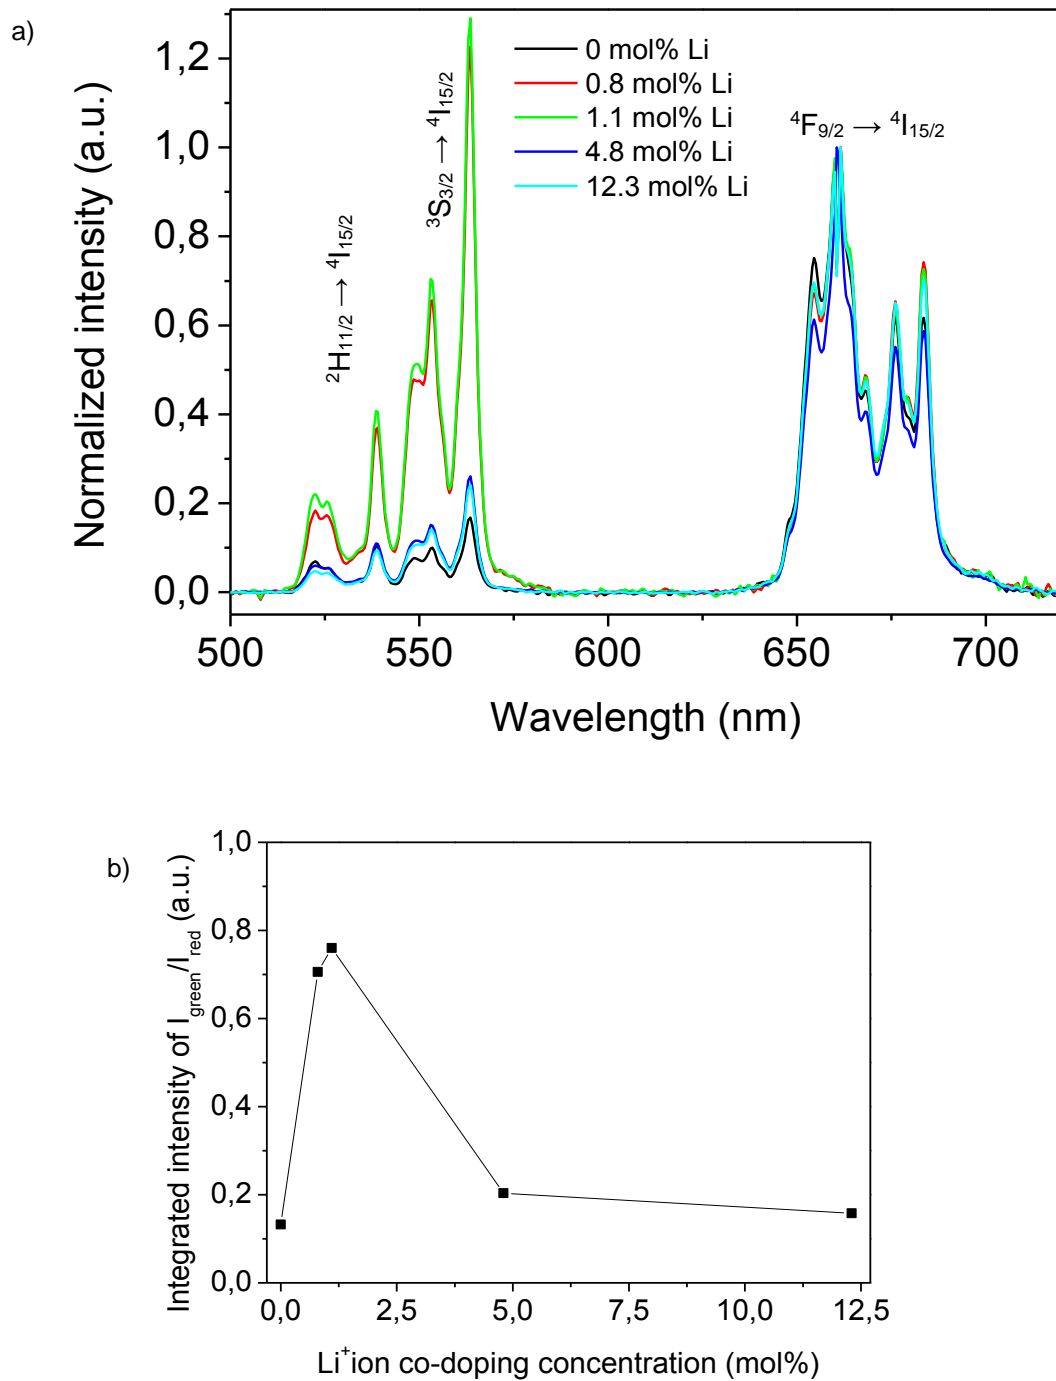 a)
Normalized intensity (a.u.)
1,2
1,0
0,8
0,6
0,4
0,2
0,0
²H₁₁/₂ → ⁴I₁₅/₂
³S₃/₂ → ⁴I₁₅/₂
0 mol% Li
0.8 mol% Li
1.1 mol% Li
4.8 mol% Li
12.3 mol% Li
⁴F₉/₂ → ⁴I₁₅/₂
500 550 600 650 700
Wavelength (nm)
b)
Integrated intensity of I_green/I_red (a.u.)
1,0
0,8
0,6
0,4
0,2
0,0
0,0 2,5 5,0 7,5 10,0 12,5
Li⁺ion co-doping concentration (mol%)